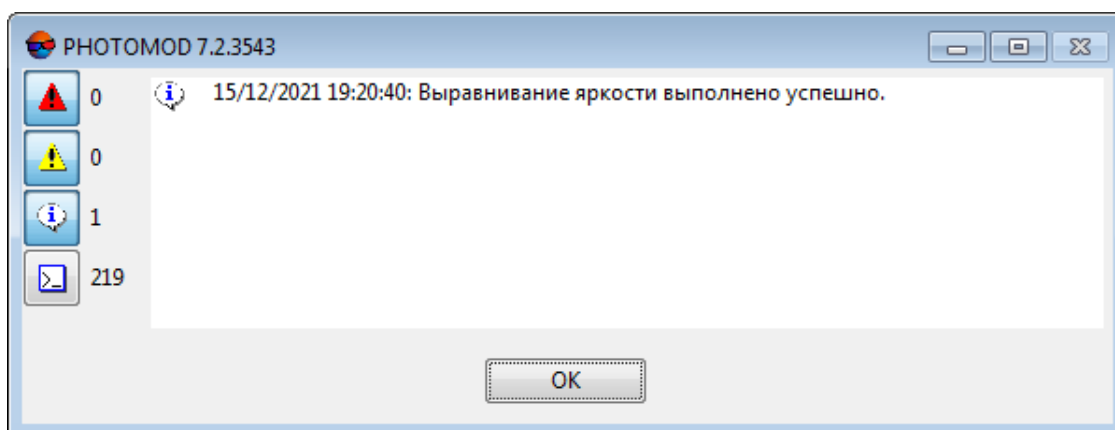 PHOTOMOD 7.2.3543
0
15/12/2021 19:20:40: Выравнивание яркости выполнено успешно.
0
1
219
OK